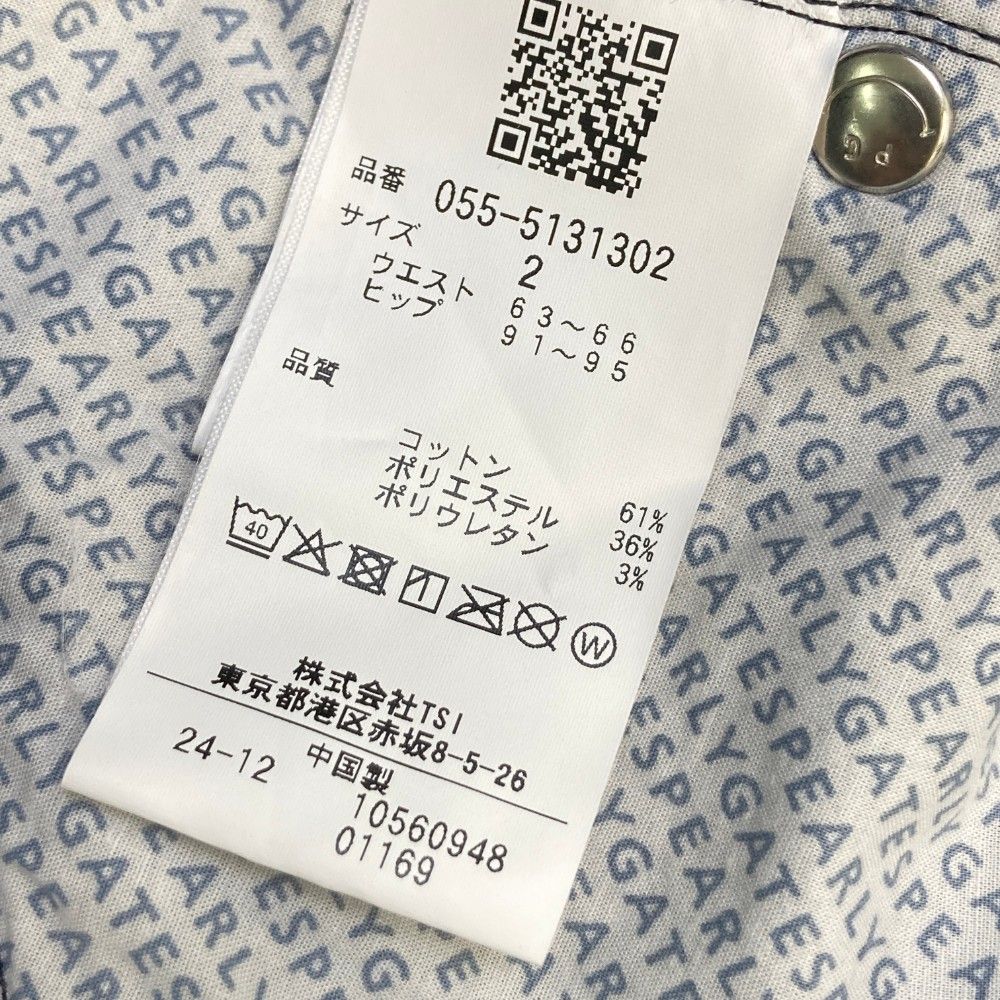 品番 055-5131302
サイズ 2
ウエスト 63～66
ヒップ 91～95
品質
コットン 61%
ポリエステル 36%
ポリウレタン 3%
40
W
株式会社TSI
東京都港区赤坂8-5-26
24-12 中国製
10560948
01169
PG
PEARLYGATES